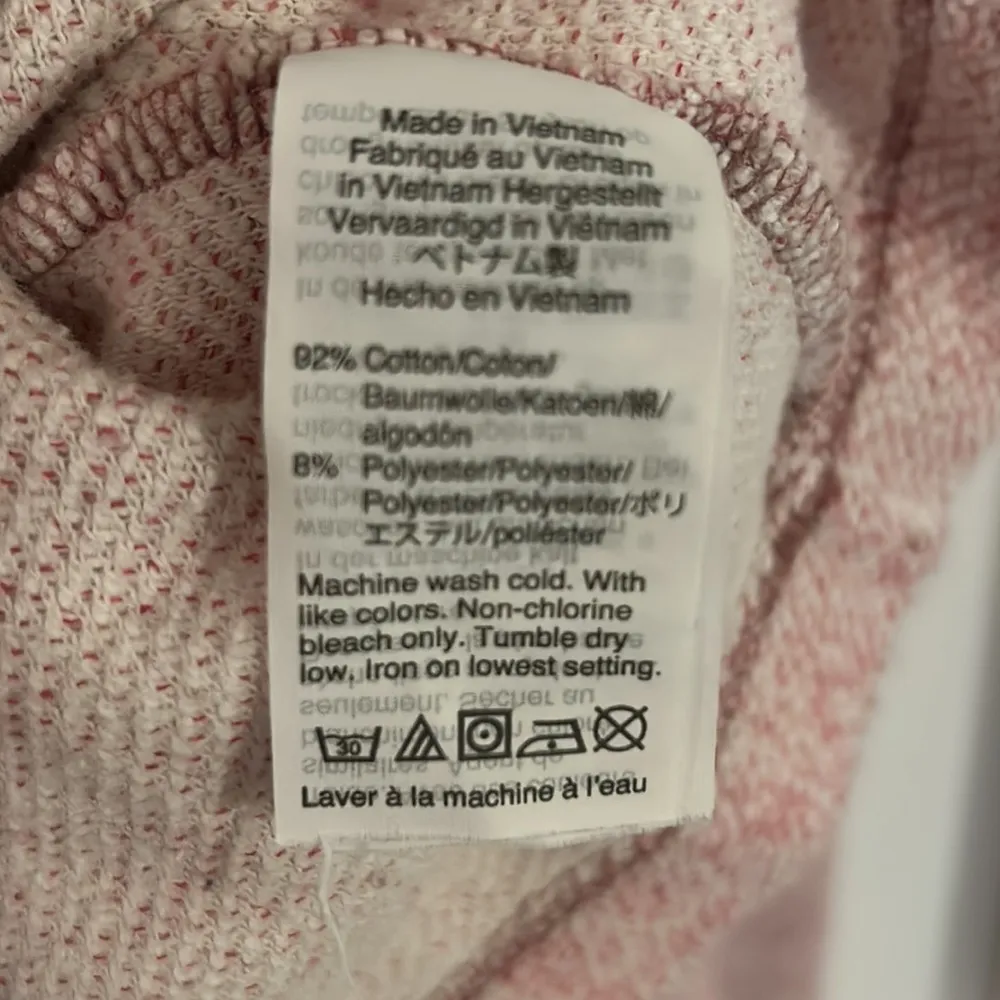 Made in Vietnam
Fabriqué au Vietnam
in Vietnam Hergestellt
Vervaardigd in Viêtnam
ベトナム製
Hecho en Vietnam
92% Cotton/Coton/
Baumwolle/Katoen/綿/
algodón
8% Polyester/Polyester/
Polyester/Polyester/ポリ
エステル/poliéster
Machine wash cold. With
like colors. Non-chlorine
bleach only. Tumble dry
low. Iron on lowest setting.
30
Laver à la machine à l'eau